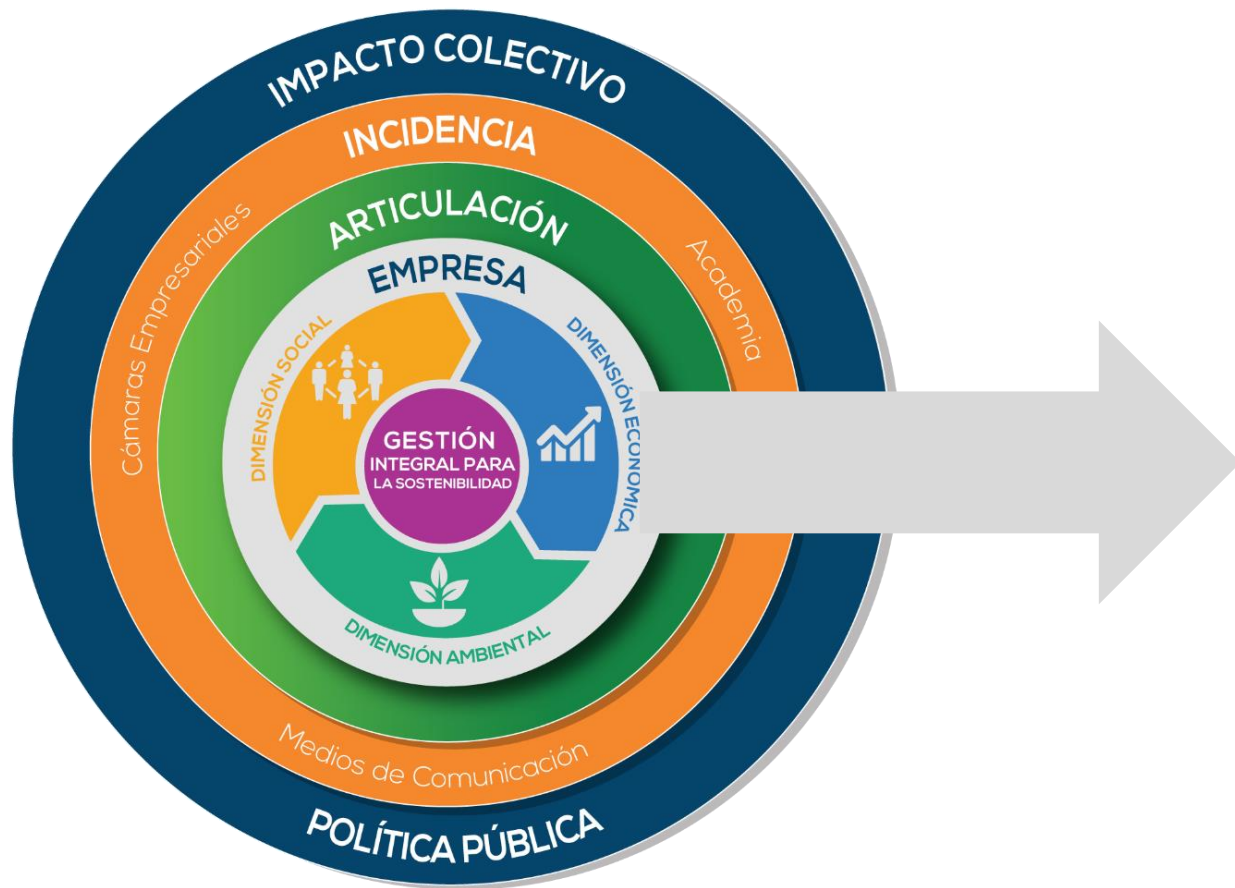 IMPACTO COLECTIVO
INCIDENCIA
Cámaras Empresariales
Academia
ARTICULACIÓN
EMPRESA
DIMENSIÓN SOCIAL
DIMENSIÓN ECONOMICA
GESTIÓN
INTEGRAL PARA
LA SOSTENIBILIDAD
DIMENSIÓN AMBIENTAL
Medios de Comunicación
POLÍTICA PÚBLICA